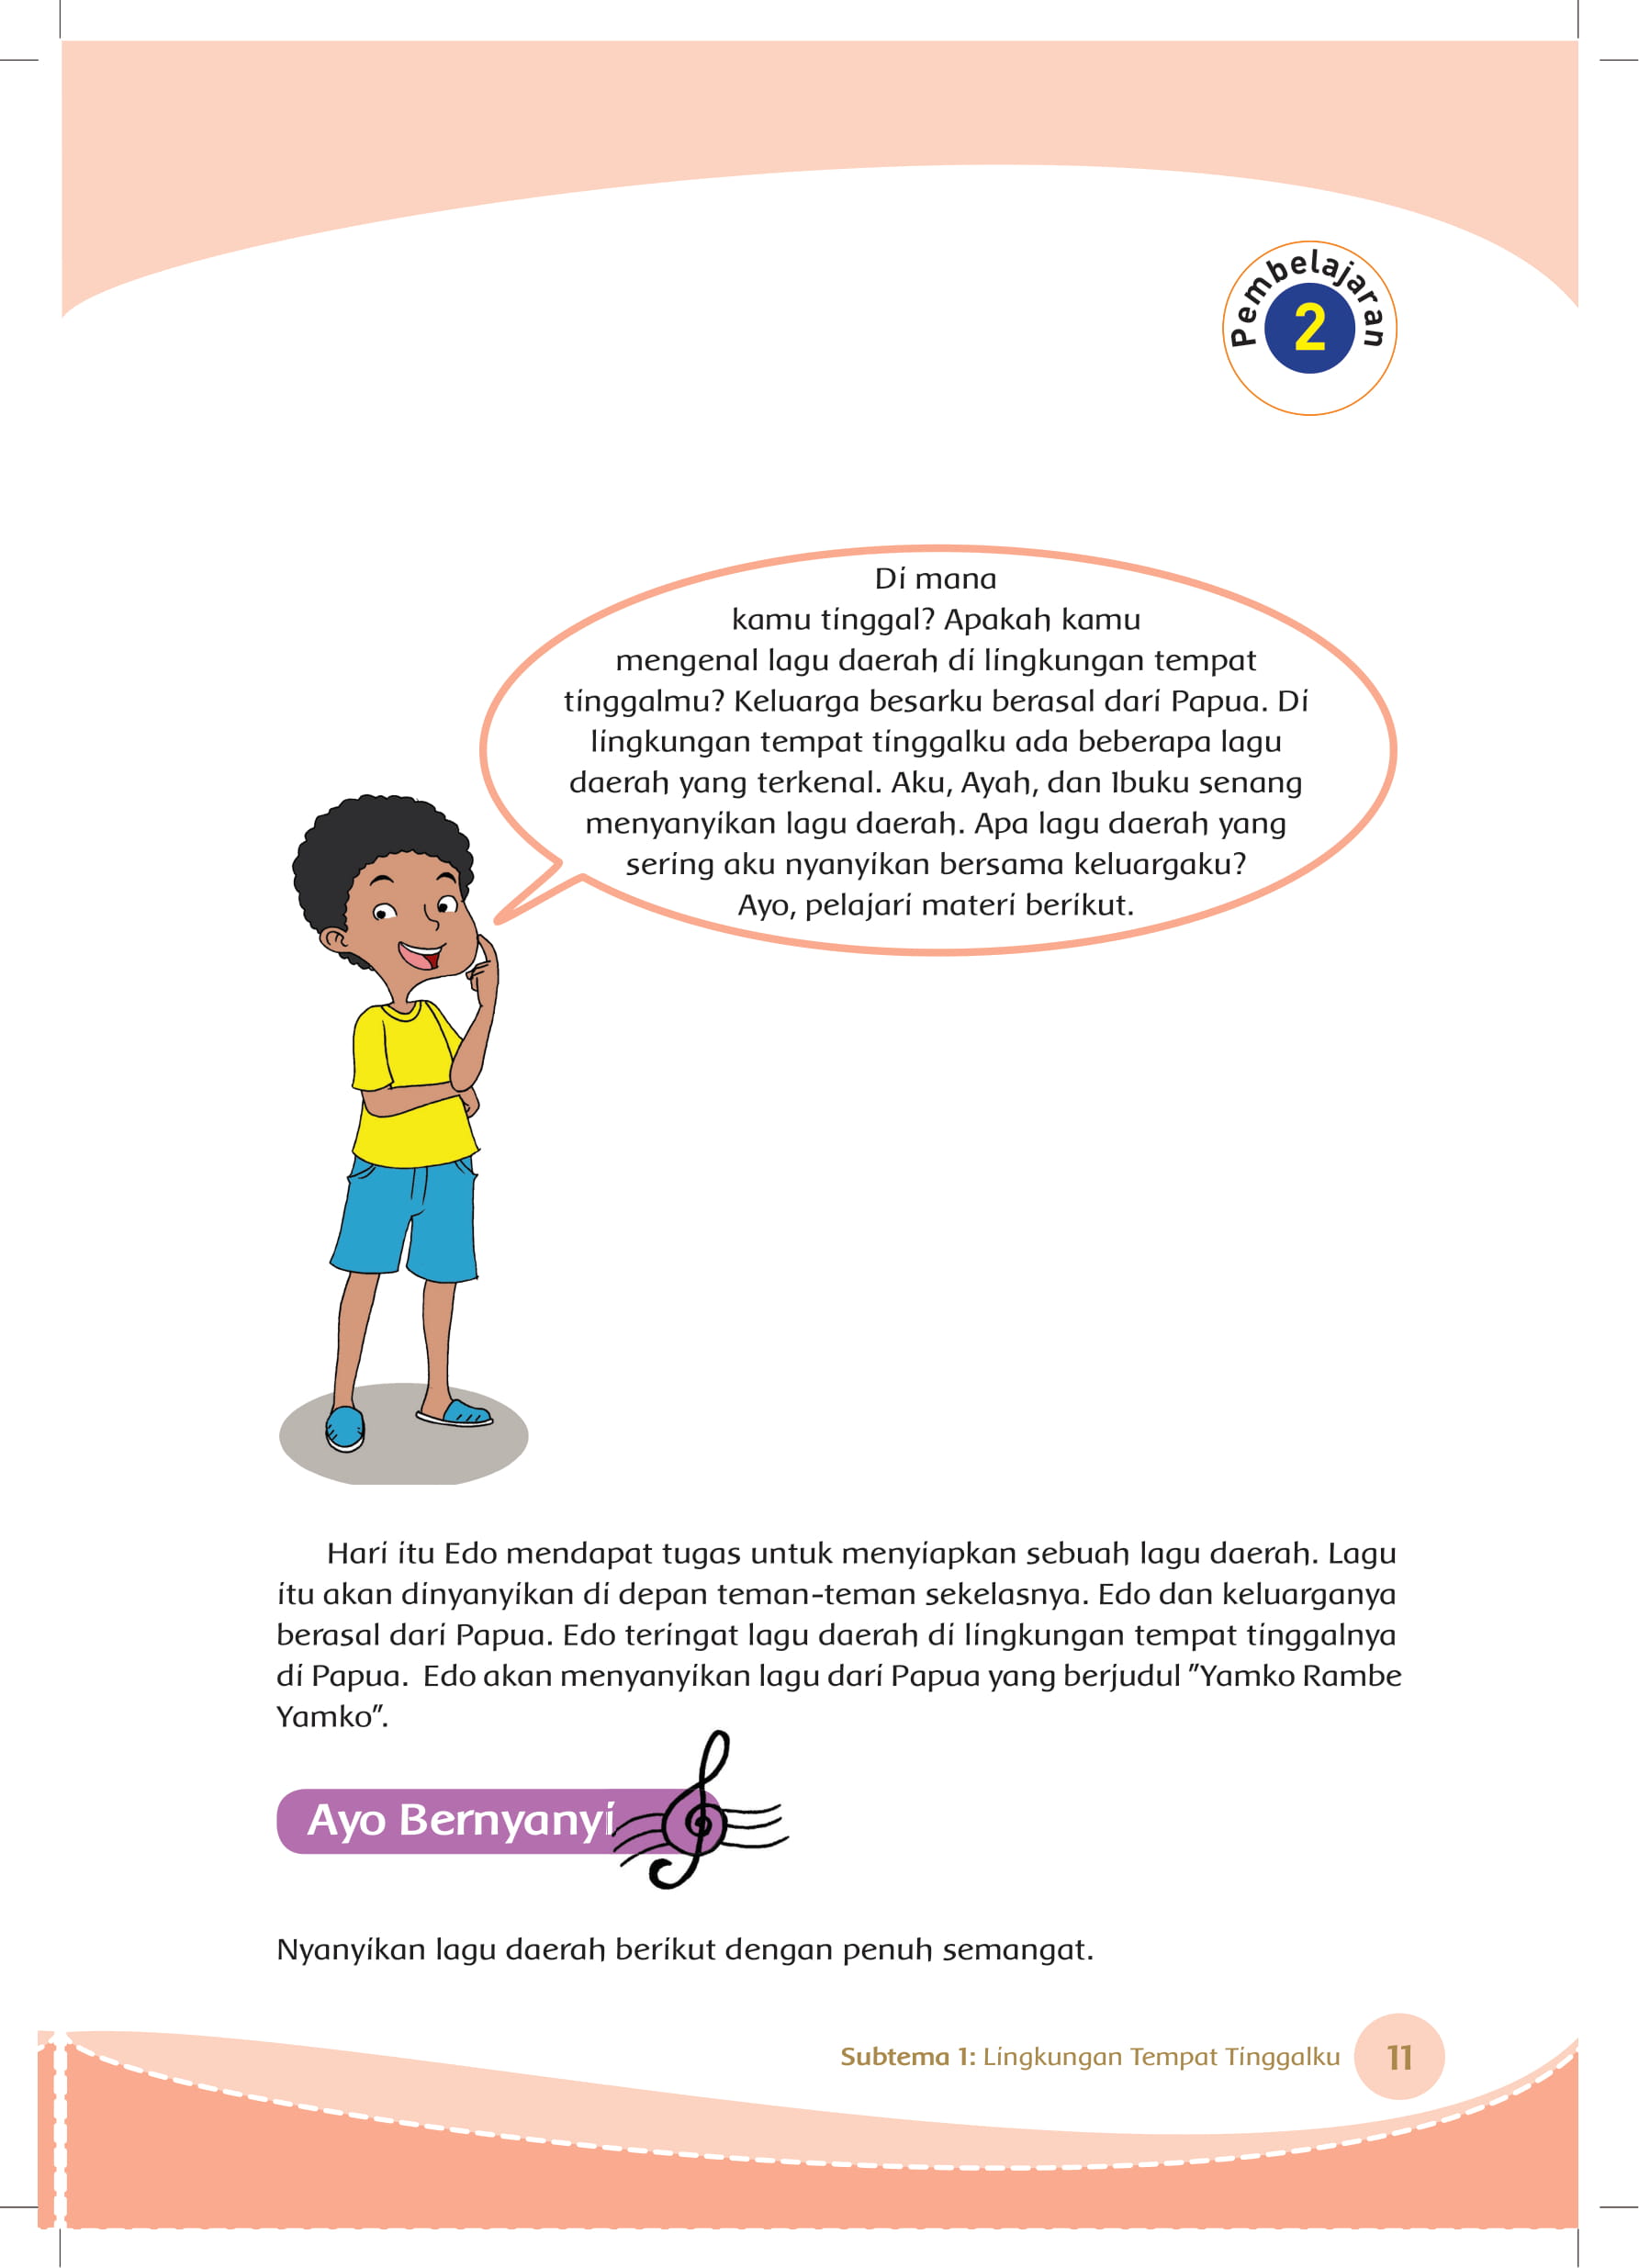 Pembelajaran
2
Di mana
kamu tinggal? Apakah kamu
mengenal lagu daerah di lingkungan tempat
tinggalmu? Keluarga besarku berasal dari Papua. Di
lingkungan tempat tinggalku ada beberapa lagu
daerah yang terkenal. Aku, Ayah, dan Ibuku senang
menyanyikan lagu daerah. Apa lagu daerah yang
sering aku nyanyikan bersama keluargaku?
Ayo, pelajari materi berikut.
Hari itu Edo mendapat tugas untuk menyiapkan sebuah lagu daerah. Lagu
itu akan dinyanyikan di depan teman-teman sekelasnya. Edo dan keluarganya
berasal dari Papua. Edo teringat lagu daerah di lingkungan tempat tinggalnya
di Papua.  Edo akan menyanyikan lagu dari Papua yang berjudul "Yamko Rambe
Yamko".
Ayo Bernyanyi
Nyanyikan lagu daerah berikut dengan penuh semangat.
Subtema 1: Lingkungan Tempat Tinggalku 11